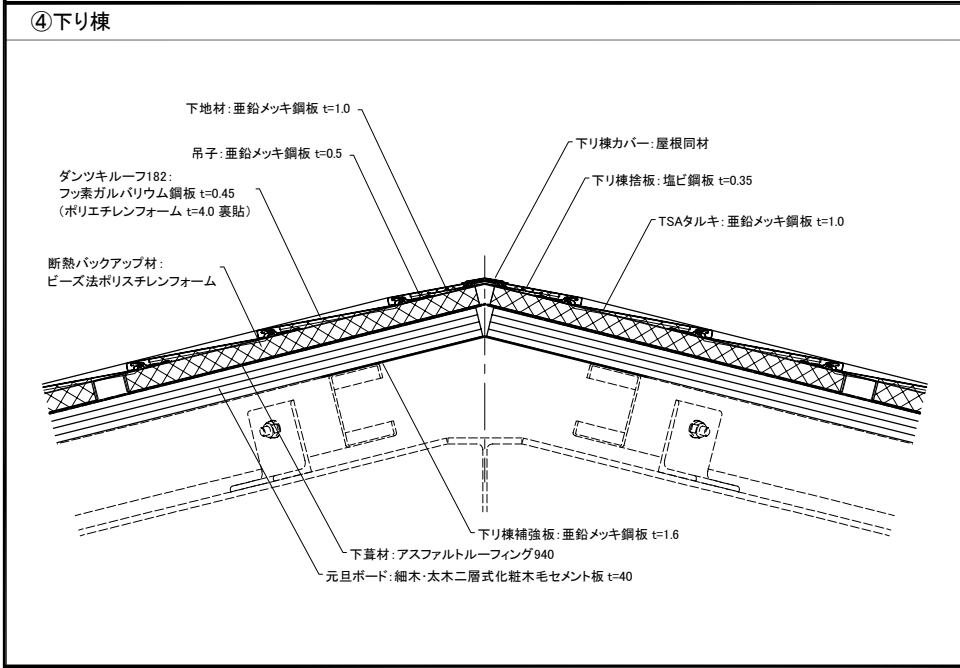 ④下り棟
下地材：亜鉛メッキ鋼板 t=1.0
吊子：亜鉛メッキ鋼板 t=0.5
ダンツキルーフ182：
フッ素ガルバリウム鋼板 t=0.45
（ポリエチレンフォーム t=4.0 裏貼）
断熱バックアップ材：
ビーズ法ポリスチレンフォーム
下り棟カバー：屋根同材
下り棟捨板：塩ビ鋼板 t=0.35
TSAタルキ：亜鉛メッキ鋼板 t=1.0
下り棟補強板：亜鉛メッキ鋼板 t=1.6
下葺材：アスファルトルーフィング940
元旦ボード：細木・太木二層式化粧木毛セメント板 t=40